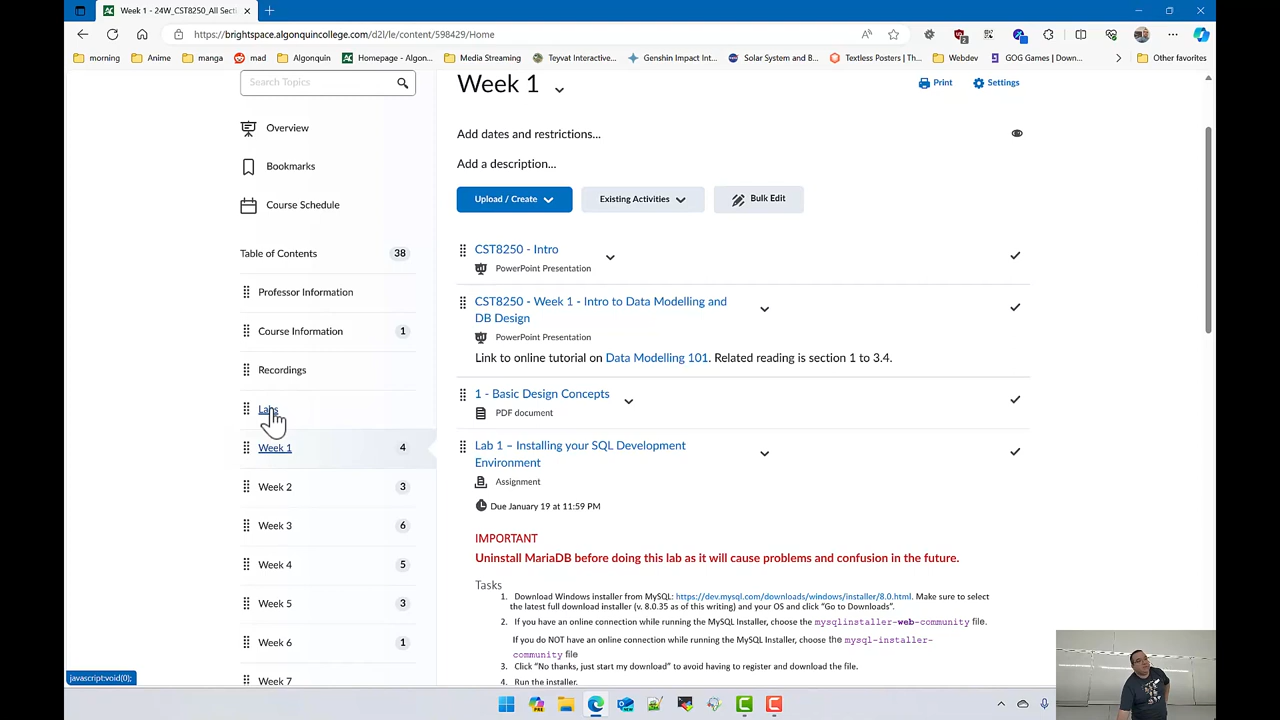 Week 1 - 24W_CST8250_All Secti
https://brightspace.algonquincollege.com/d2l/le/content/598429/Home
morning
Anime
manga
mad
Algonquin
Homepage - Algon...
Media Streaming
Teyvat Interactive...
Genshin Impact Int...
Solar System and B...
Textless Posters | Th...
Webdev
GOG Games | Down...
Other favorites
Search Topics
Overview
Bookmarks
Course Schedule
Table of Contents 38
Professor Information
Course Information 1
Recordings
Labs
Week 1 4
Week 2 3
Week 3 6
Week 4 5
Week 5 3
Week 6 1
Week 7
javascript:void(0);
Week 1
Print
Settings
Add dates and restrictions...
Add a description...
Upload / Create
Existing Activities
Bulk Edit
CST8250 - Intro
PowerPoint Presentation
CST8250 - Week 1 - Intro to Data Modelling and
DB Design
PowerPoint Presentation
Link to online tutorial on Data Modelling 101. Related reading is section 1 to 3.4.
1 - Basic Design Concepts
PDF document
Lab 1 – Installing your SQL Development
Environment
Assignment
Due January 19 at 11:59 PM
IMPORTANT
Uninstall MariaDB before doing this lab as it will cause problems and confusion in the future.
Tasks
1. Download Windows installer from MySQL: https://dev.mysql.com/downloads/windows/installer/8.0.html. Make sure to select
the latest full download installer (v. 8.0.35 as of this writing) and your OS and click “Go to Downloads”.
2. If you have an online connection while running the MySQL Installer, choose the mysqlinstaller-web-community file.
If you do NOT have an online connection while running the MySQL Installer, choose the mysql-installer-
community file
3. Click “No thanks, just start my download” to avoid having to register and download the file.
4. Run the installer.